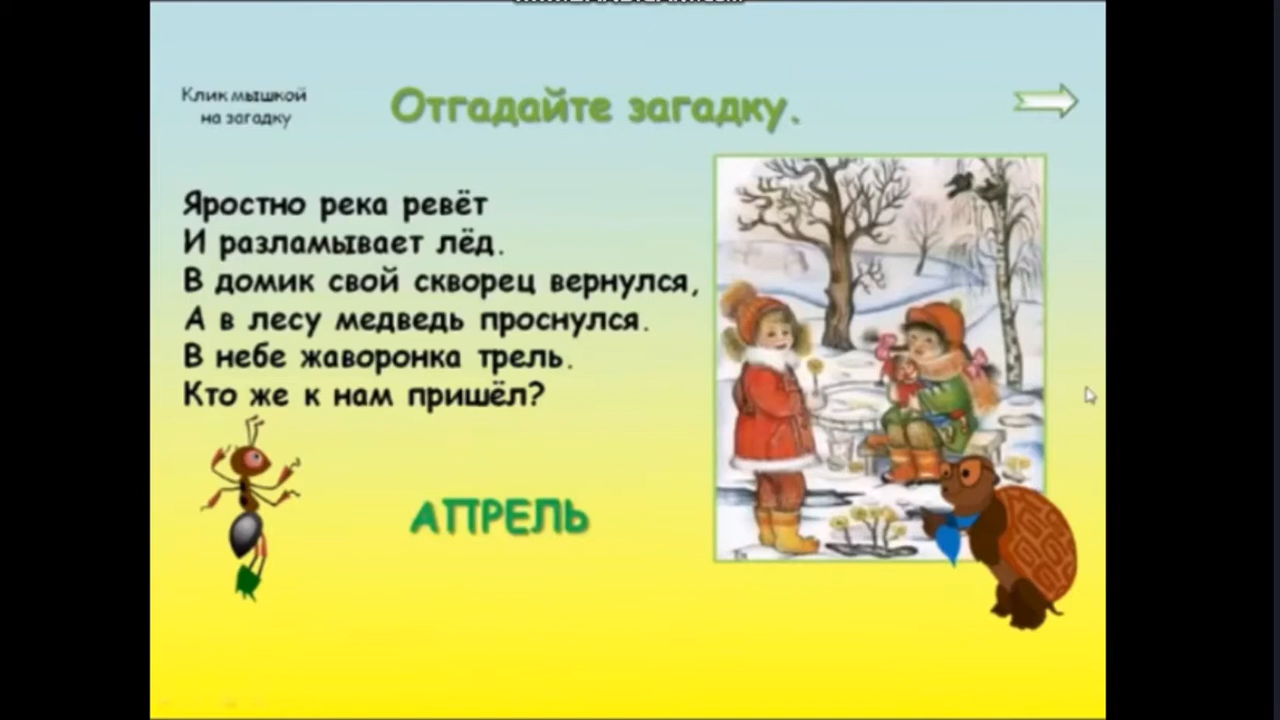 Клик мышкой
на загадку
Отгадайте загадку.
Яростно река ревёт
И разламывает лёд.
В домик свой скворец вернулся,
А в лесу медведь проснулся.
В небе жаворонка трель.
Кто же к нам пришёл?
АПРЕЛЬ